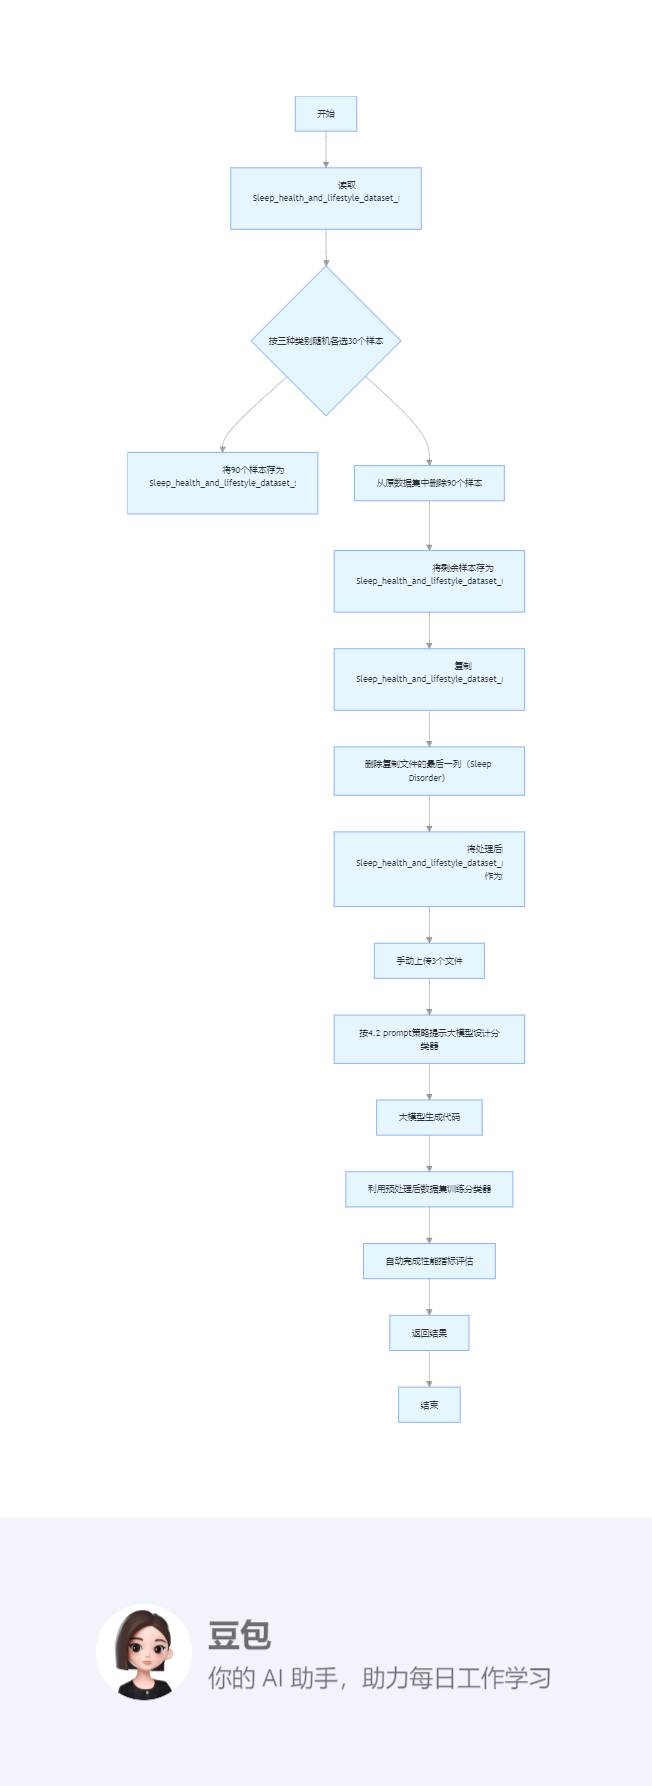 开始
读取
Sleep_health_and_lifestyle_dataset_
按三种类别随机各选30个样本
将90个样本存为
Sleep_health_and_lifestyle_dataset_
从原数据集中删除90个样本
将剩余样本存为
Sleep_health_and_lifestyle_dataset_
复制
Sleep_health_and_lifestyle_dataset_
删除复制文件的最后一列（Sleep
Disorder）
将处理后
Sleep_health_and_lifestyle_dataset_
作为
手动上传3个文件
按4.2 prompt策略提示大模型设计分
类器
大模型生成代码
利用预处理后数据集训练分类器
自动完成性能指标评估
返回结果
结束
豆包
你的 AI 助手，助力每日工作学习